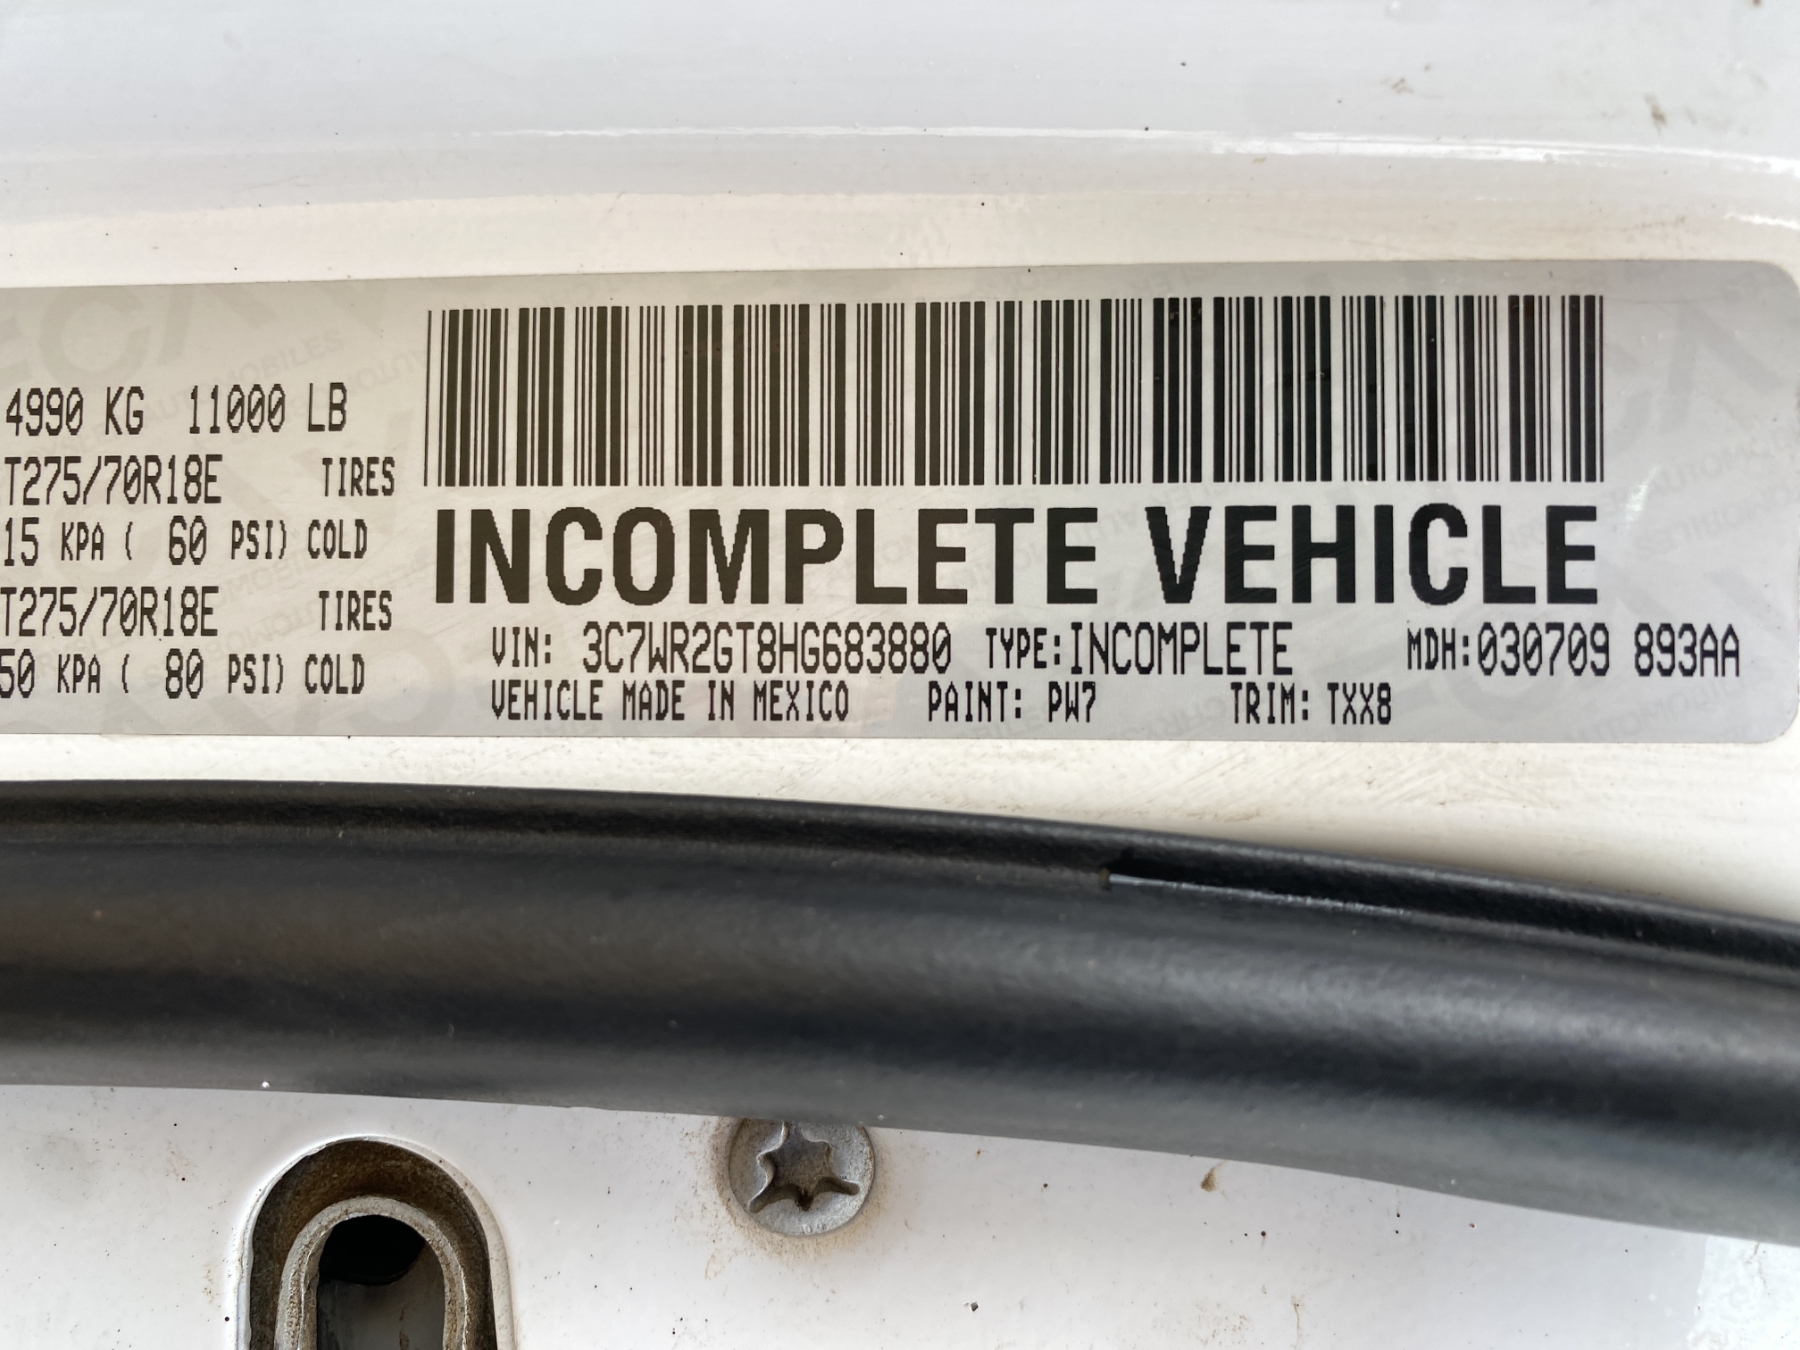 4990 KG 11000 LB
T275/70R18E TIRES
15 KPA ( 60 PSI) COLD
T275/70R18E TIRES
50 KPA ( 80 PSI) COLD
INCOMPLETE VEHICLE
VIN: 3C7WR2GT8HG683880 TYPE:INCOMPLETE MDH:030709 893AA
VEHICLE MADE IN MEXICO PAINT: PW7 TRIM: TXX8